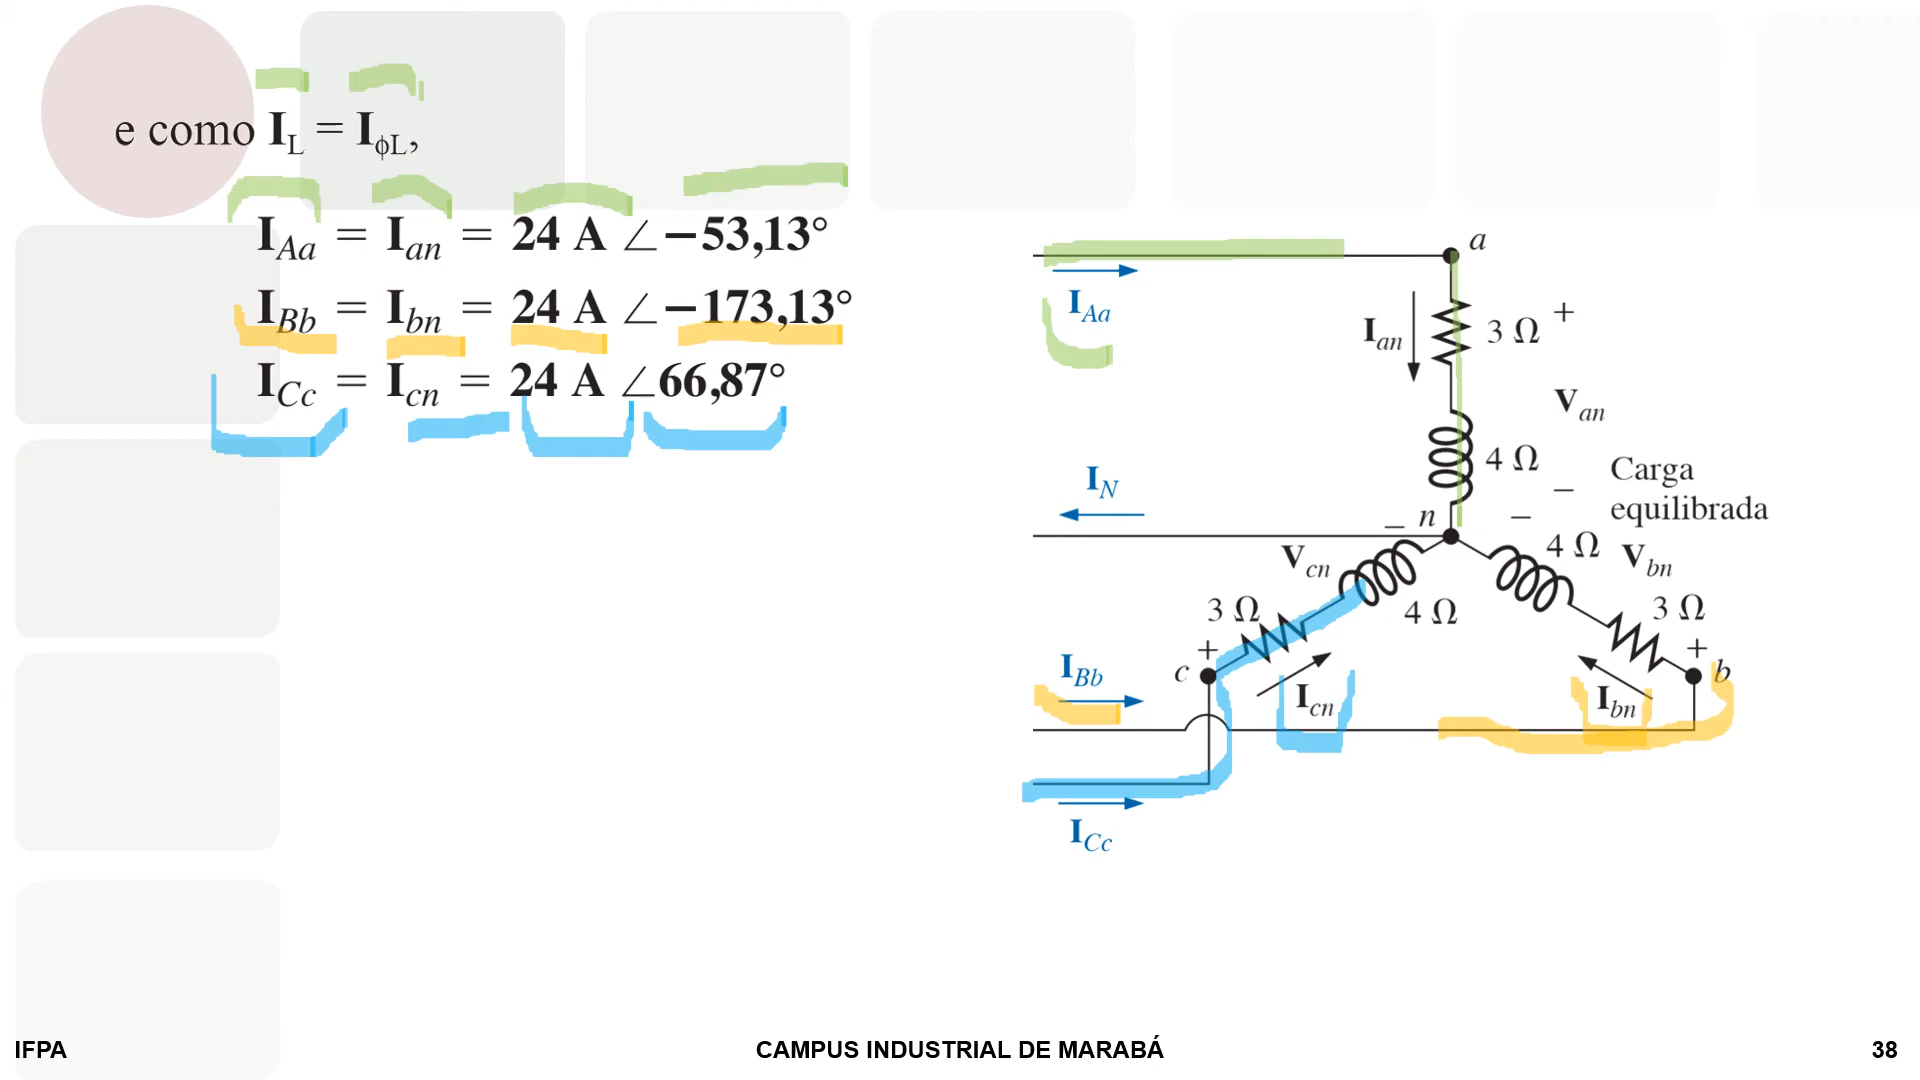 e como I_L = I_ϕL,
I_Aa = I_an = 24 A ∠−53,13°
I_Bb = I_bn = 24 A ∠−173,13°
I_Cc = I_cn = 24 A ∠66,87°
a
I_Aa
I_an
3 Ω
+
V_an
4 Ω
−
Carga
equilibrada
I_N
− n −
V_cn
4 Ω
V_bn
3 Ω
4 Ω
3 Ω
+
+
I_Bb
c
I_cn
I_bn
b
I_Cc
IFPA
CAMPUS INDUSTRIAL DE MARABÁ
38